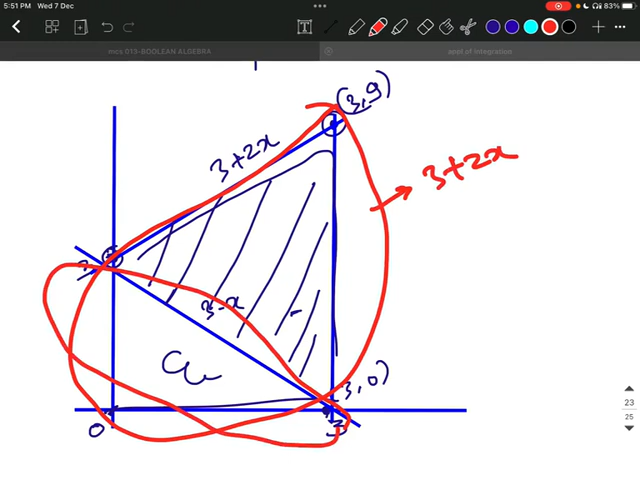 5:51 PM Wed 7 Dec
83%
mcs 013-BOOLEAN ALGEBRA
appl of integration
(3,9)
3+2x
3+2x
3
3-x
(3,0)
0
3
23
25